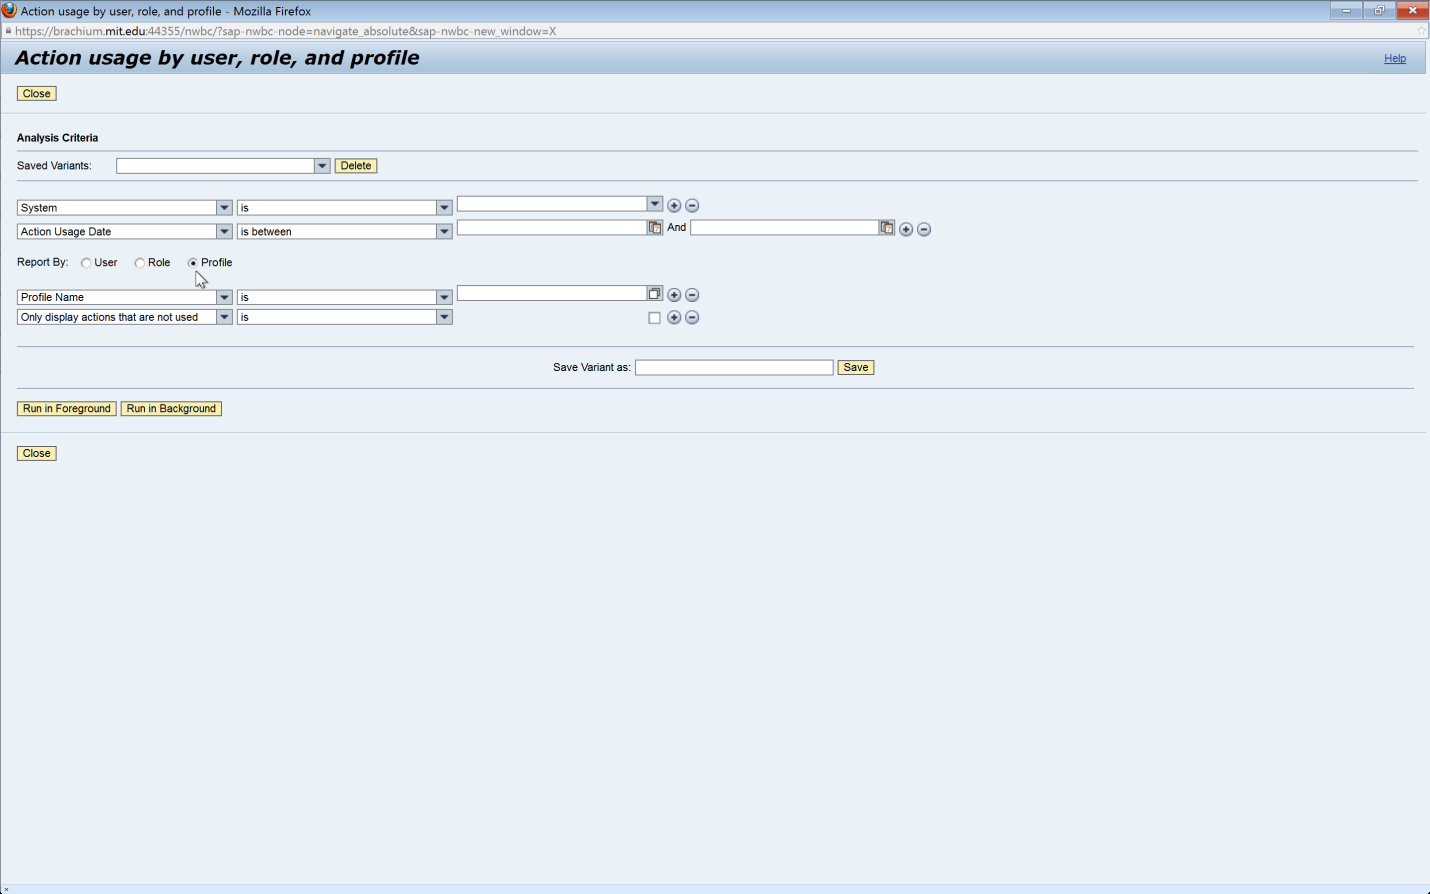 Action usage by user, role, and profile - Mozilla Firefox
https://brachium.mit.edu:44355/nwbc/?sap-nwbc-node=navigate_absolute&sap-nwbc-new_window=X
Action usage by user, role, and profile Help
Close
Analysis Criteria
Saved Variants: Delete
System is
Action Usage Date is between And
Report By: User Role Profile
Profile Name is
Only display actions that are not used is
Save Variant as: Save
Run in Foreground Run in Background
Close